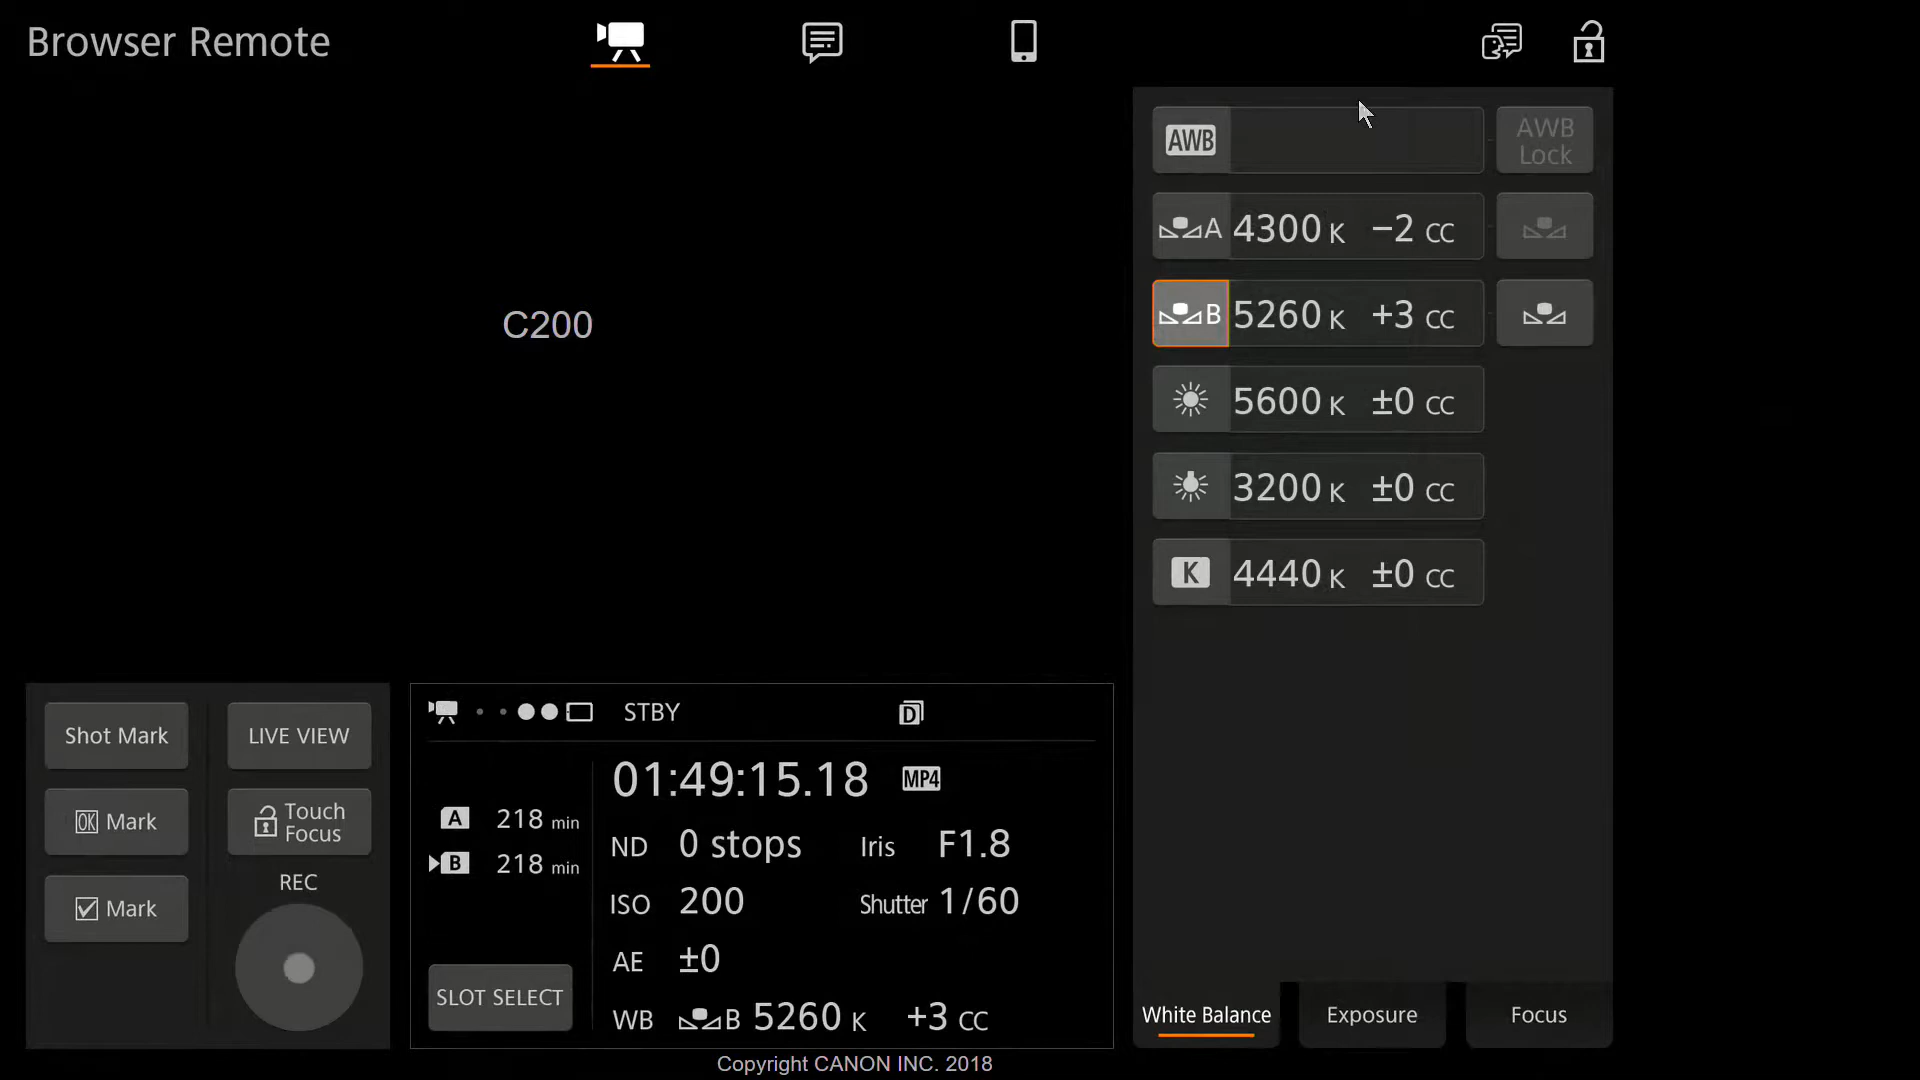 Browser Remote
C200
AWB
AWB Lock
A 4300 K −2 CC
B 5260 K +3 CC
5600 K ±0 CC
3200 K ±0 CC
K 4440 K ±0 CC
Shot Mark
LIVE VIEW
OK Mark
Touch Focus
Mark
REC
STBY
D
01:49:15.18 MP4
A 218 min
B 218 min
ND 0 stops Iris F1.8
ISO 200 Shutter 1/60
AE ±0
SLOT SELECT
WB B 5260 K +3 CC
White Balance
Exposure
Focus
Copyright CANON INC. 2018